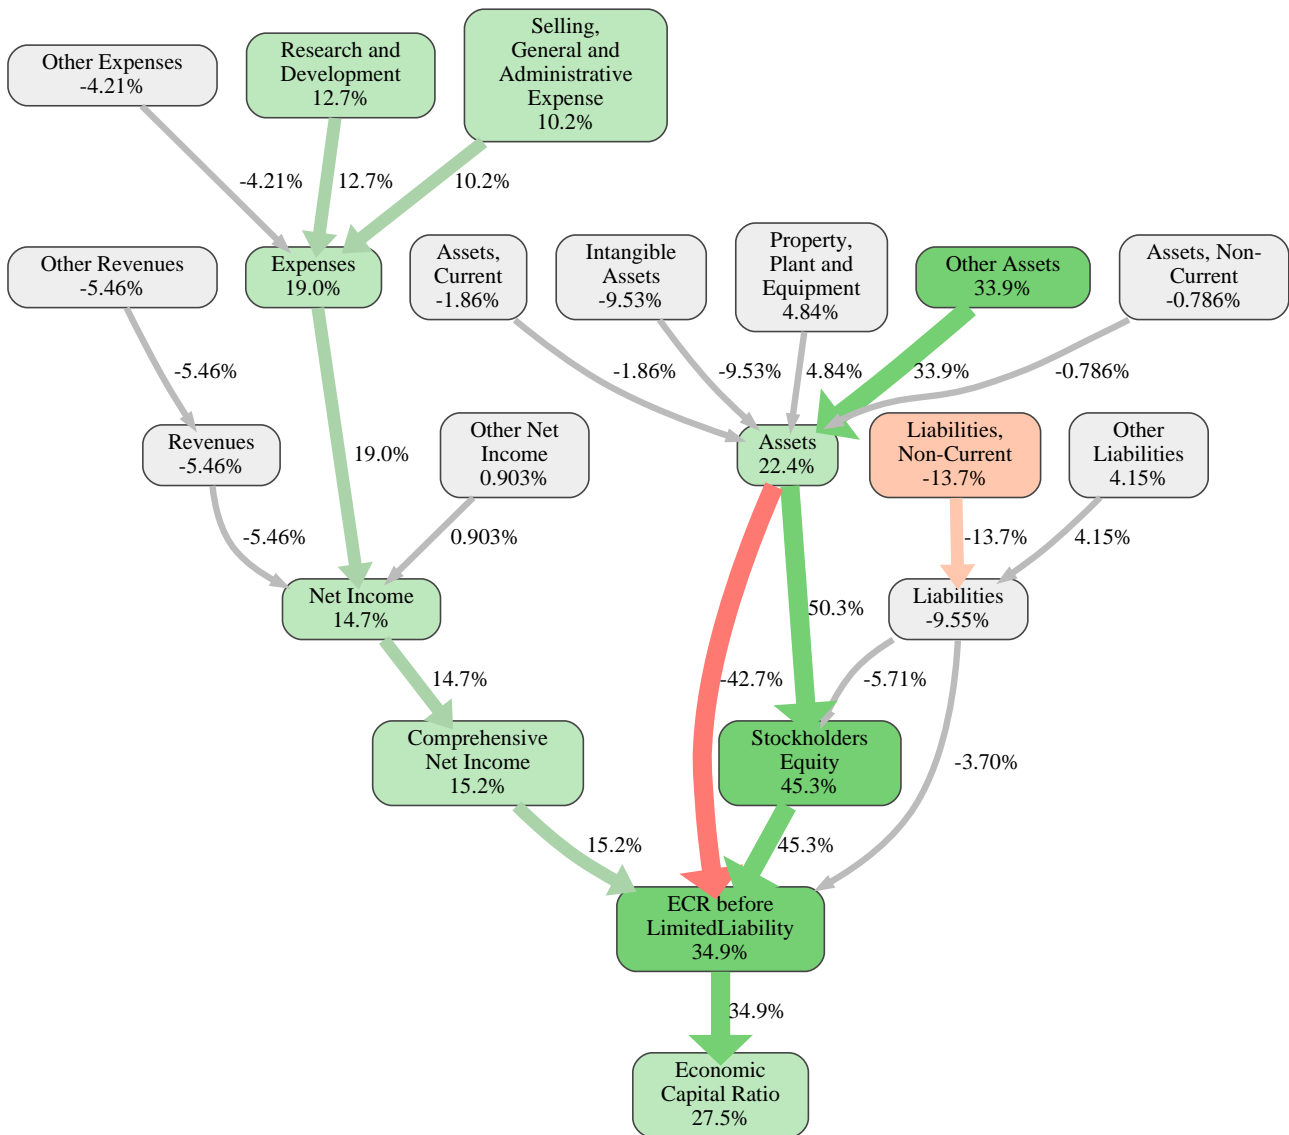 Other Expenses
-4.21%
Research and
Development
12.7%
Selling,
General and
Administrative
Expense
10.2%
-4.21%
12.7%
10.2%
Other Revenues
-5.46%
Expenses
19.0%
Assets,
Current
-1.86%
Intangible
Assets
-9.53%
Property,
Plant and
Equipment
4.84%
Other Assets
33.9%
Assets, Non-
Current
-0.786%
-5.46%
-1.86%
-9.53%
4.84%
33.9%
-0.786%
Revenues
-5.46%
19.0%
Other Net
Income
0.903%
Assets
22.4%
Liabilities,
Non-Current
-13.7%
Other
Liabilities
4.15%
-5.46%
0.903%
-13.7%
4.15%
Net Income
14.7%
50.3%
Liabilities
-9.55%
14.7%
-42.7%
-5.71%
Comprehensive
Net Income
15.2%
Stockholders
Equity
45.3%
-3.70%
15.2%
45.3%
ECR before
LimitedLiability
34.9%
34.9%
Economic
Capital Ratio
27.5%